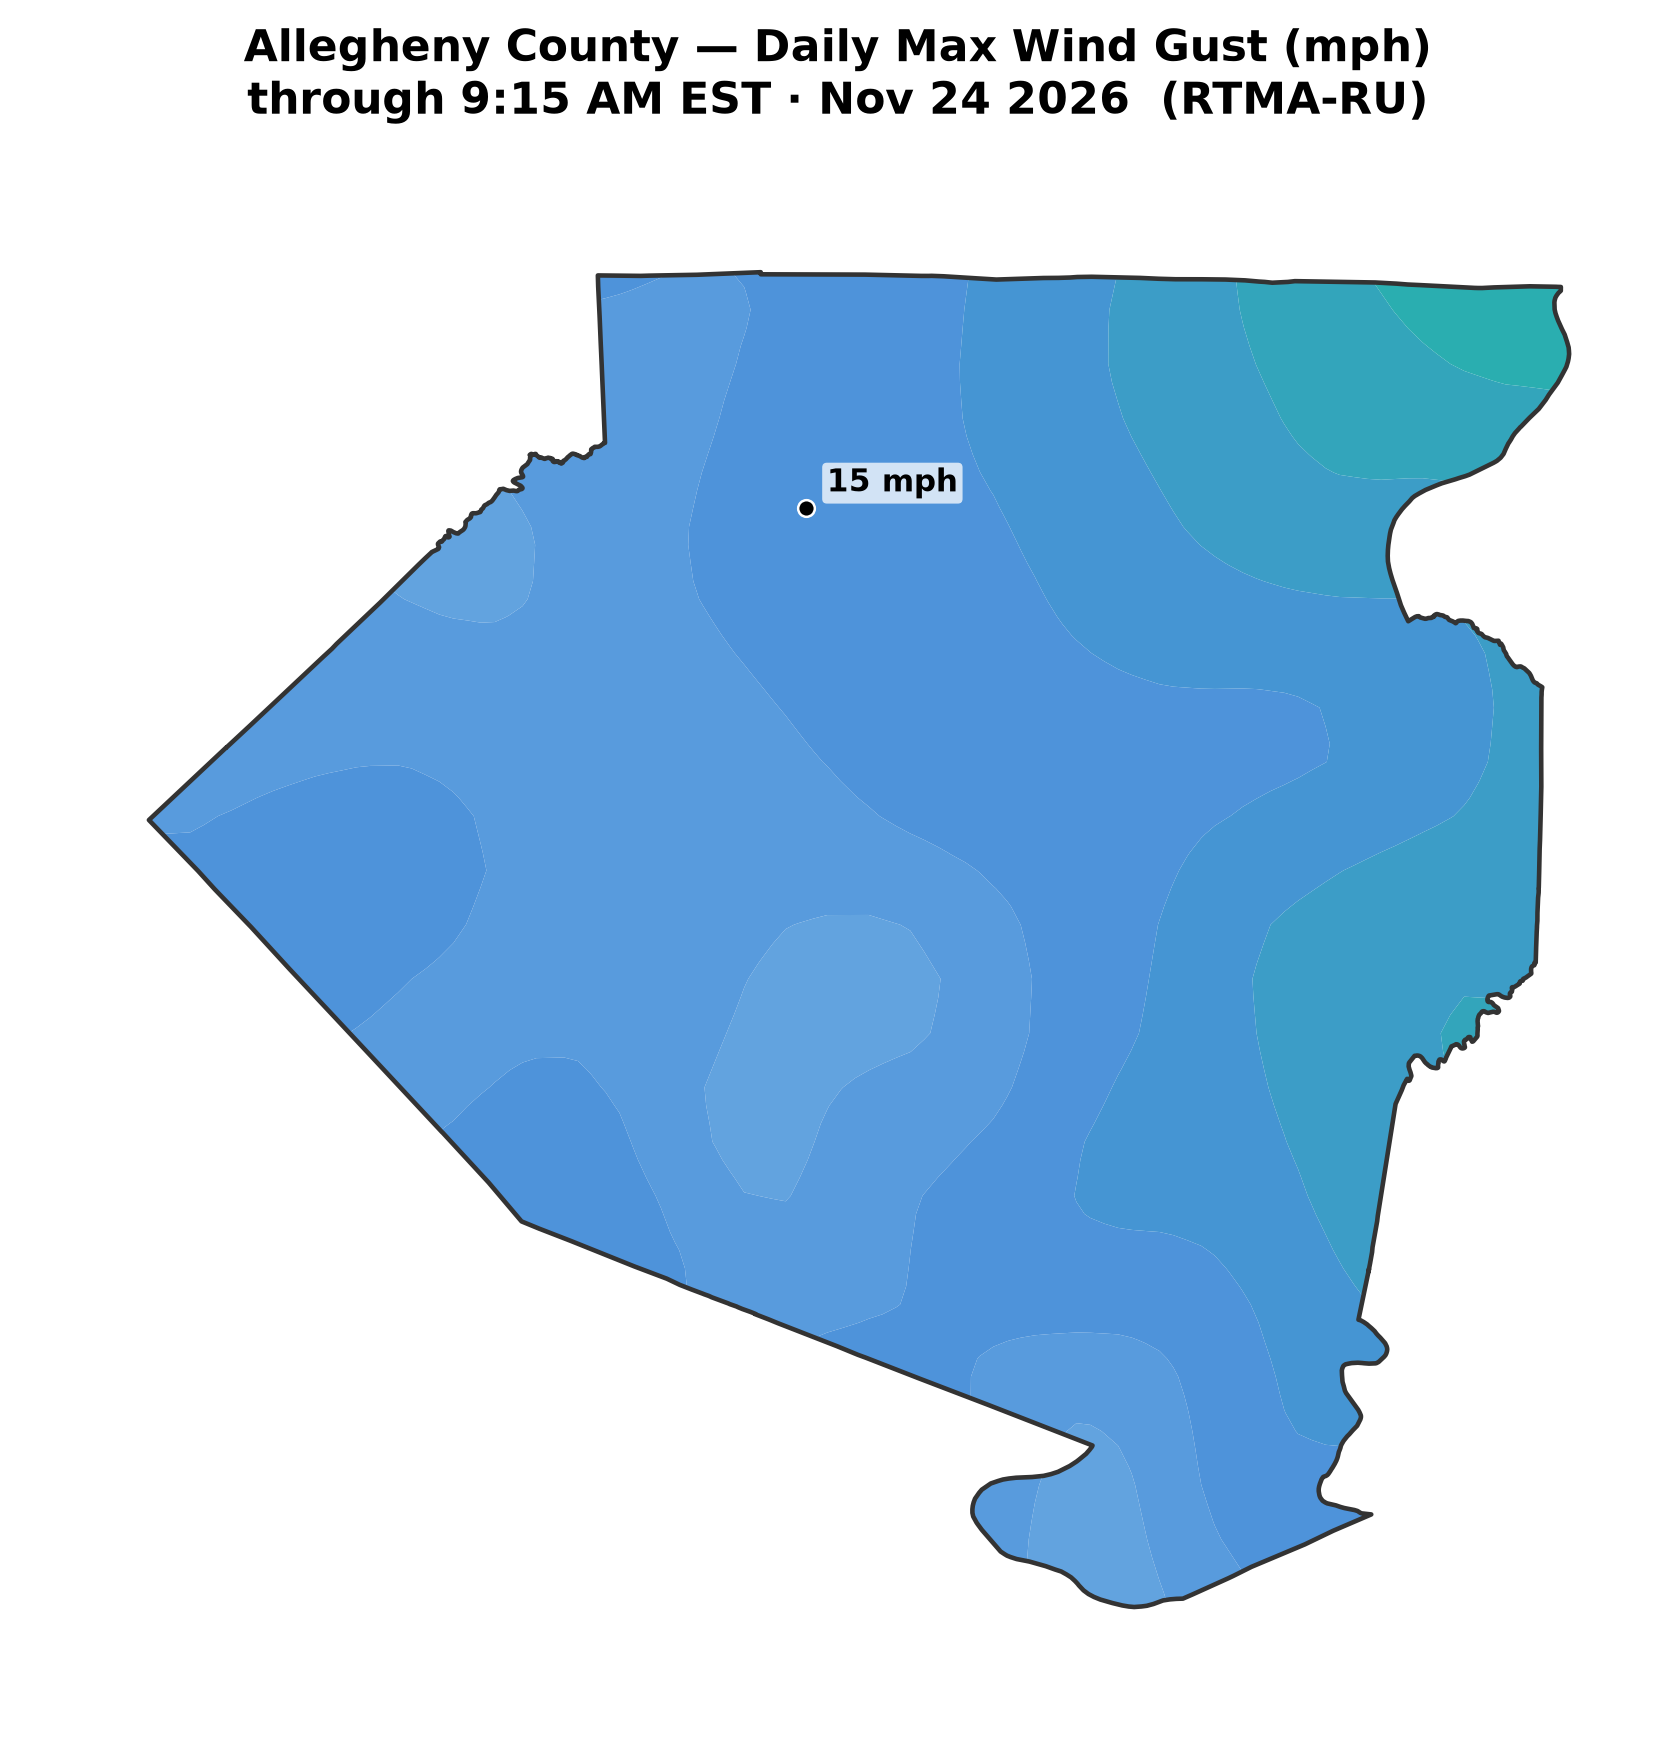 Allegheny County — Daily Max Wind Gust (mph)
through 9:15 AM EST · Nov 24 2026  (RTMA-RU)
15 mph